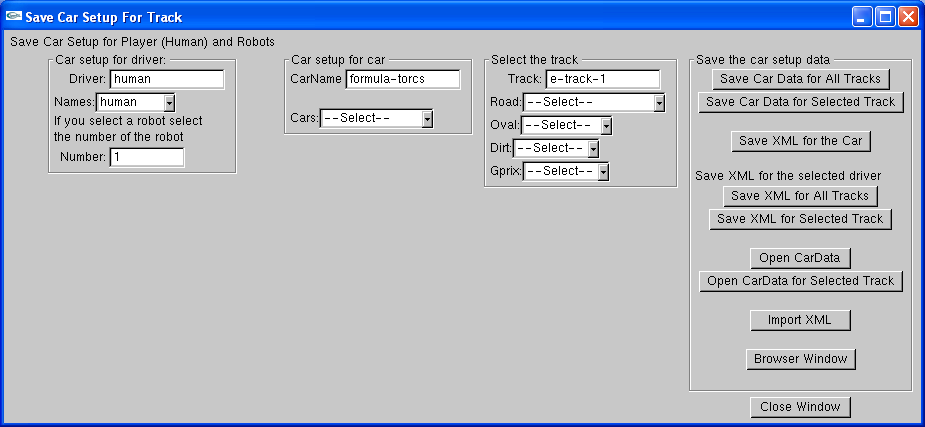 Save Car Setup For Track
Save Car Setup for Player (Human) and Robots
Car setup for driver:
Driver: human
Names: human
If you select a robot select
the number of the robot
Number: 1
Car setup for car
CarName formula-torcs
Cars: --Select--
Select the track
Track: e-track-1
Road: --Select--
Oval: --Select--
Dirt: --Select--
Gprix: --Select--
Save the car setup data
Save Car Data for All Tracks
Save Car Data for Selected Track
Save XML for the Car
Save XML for the selected driver
Save XML for All Tracks
Save XML for Selected Track
Open CarData
Open CarData for Selected Track
Import XML
Browser Window
Close Window